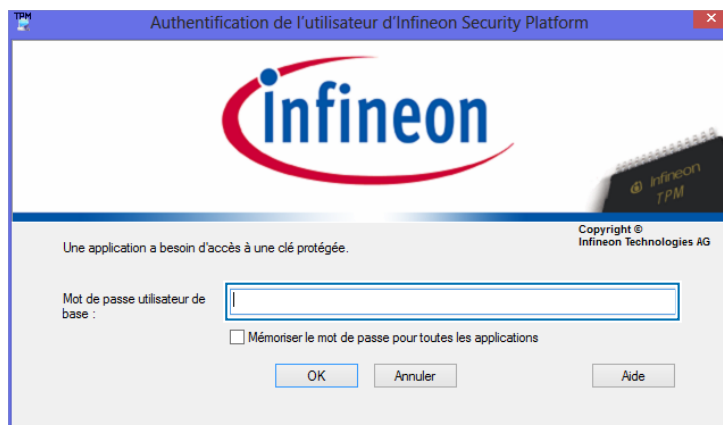 TPM
Authentification de l'utilisateur d'Infineon Security Platform
infineon
Infineon
TPM
Copyright ©
Infineon Technologies AG
Une application a besoin d'accès à une clé protégée.
Mot de passe utilisateur de
base :
Mémoriser le mot de passe pour toutes les applications
OK
Annuler
Aide